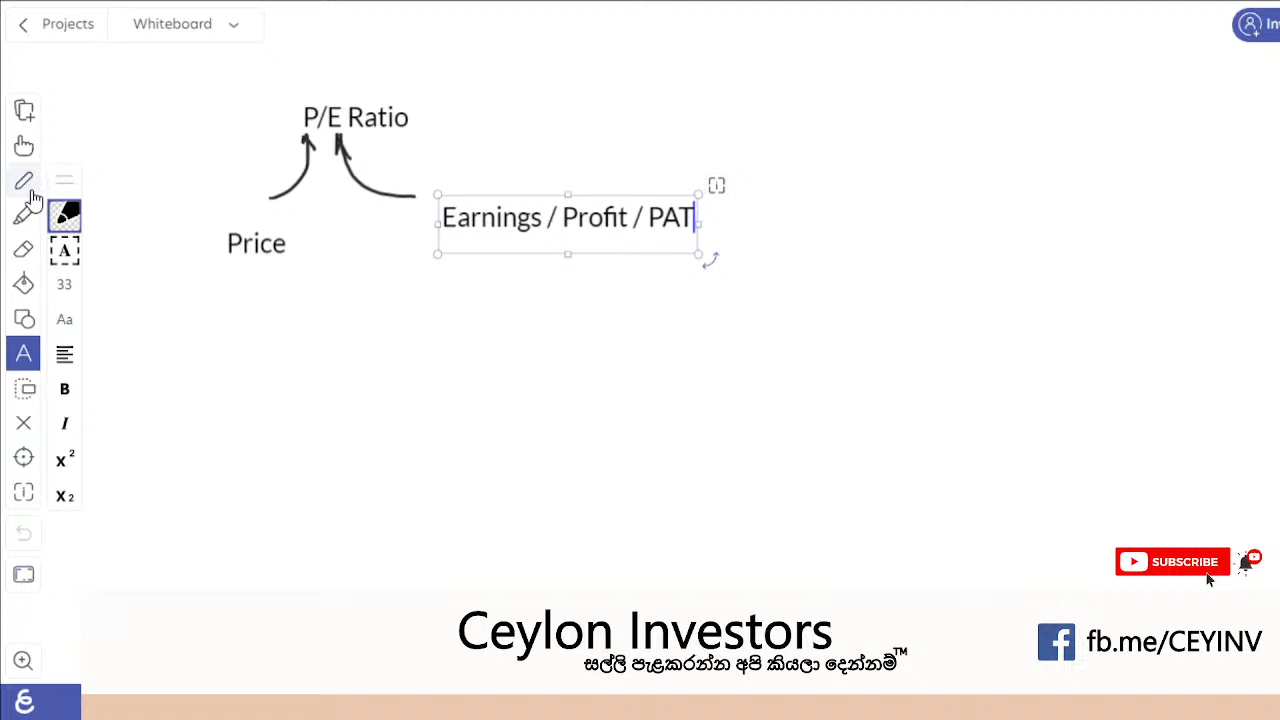 Projects
Whiteboard
Inv
P/E Ratio
Earnings / Profit / PAT
Price
A
33
Aa
A
B
I
x²
x₂
SUBSCRIBE
Ceylon Investors
සල්ලි පැළකරන්න අපි කියලා දෙන්නම්™
fb.me/CEYINV